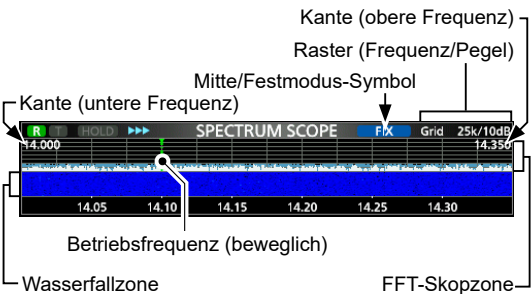 Kante (obere Frequenz)
Raster (Frequenz/Pegel)
Mitte/Festmodus-Symbol
Kante (untere Frequenz)
R T HOLD SPECTRUM SCOPE FIX Grid 25k/10dB
14.000 14.350
14.05 14.10 14.15 14.20 14.25 14.30
Betriebsfrequenz (beweglich)
Wasserfallzone FFT-Skopzone